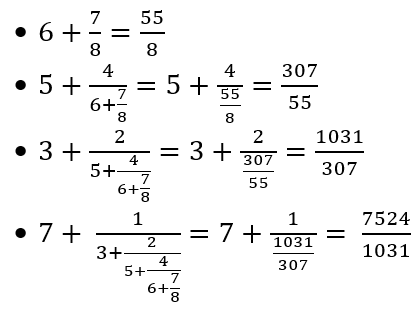 • 6 + 7/8 = 55/8
• 5 + 4/(6+7/8) = 5 + 4/(55/8) = 307/55
• 3 + 2/(5+4/(6+7/8)) = 3 + 2/(307/55) = 1031/307
• 7 + 1/(3+2/(5+4/(6+7/8))) = 7 + 1/(1031/307) = 7524/1031